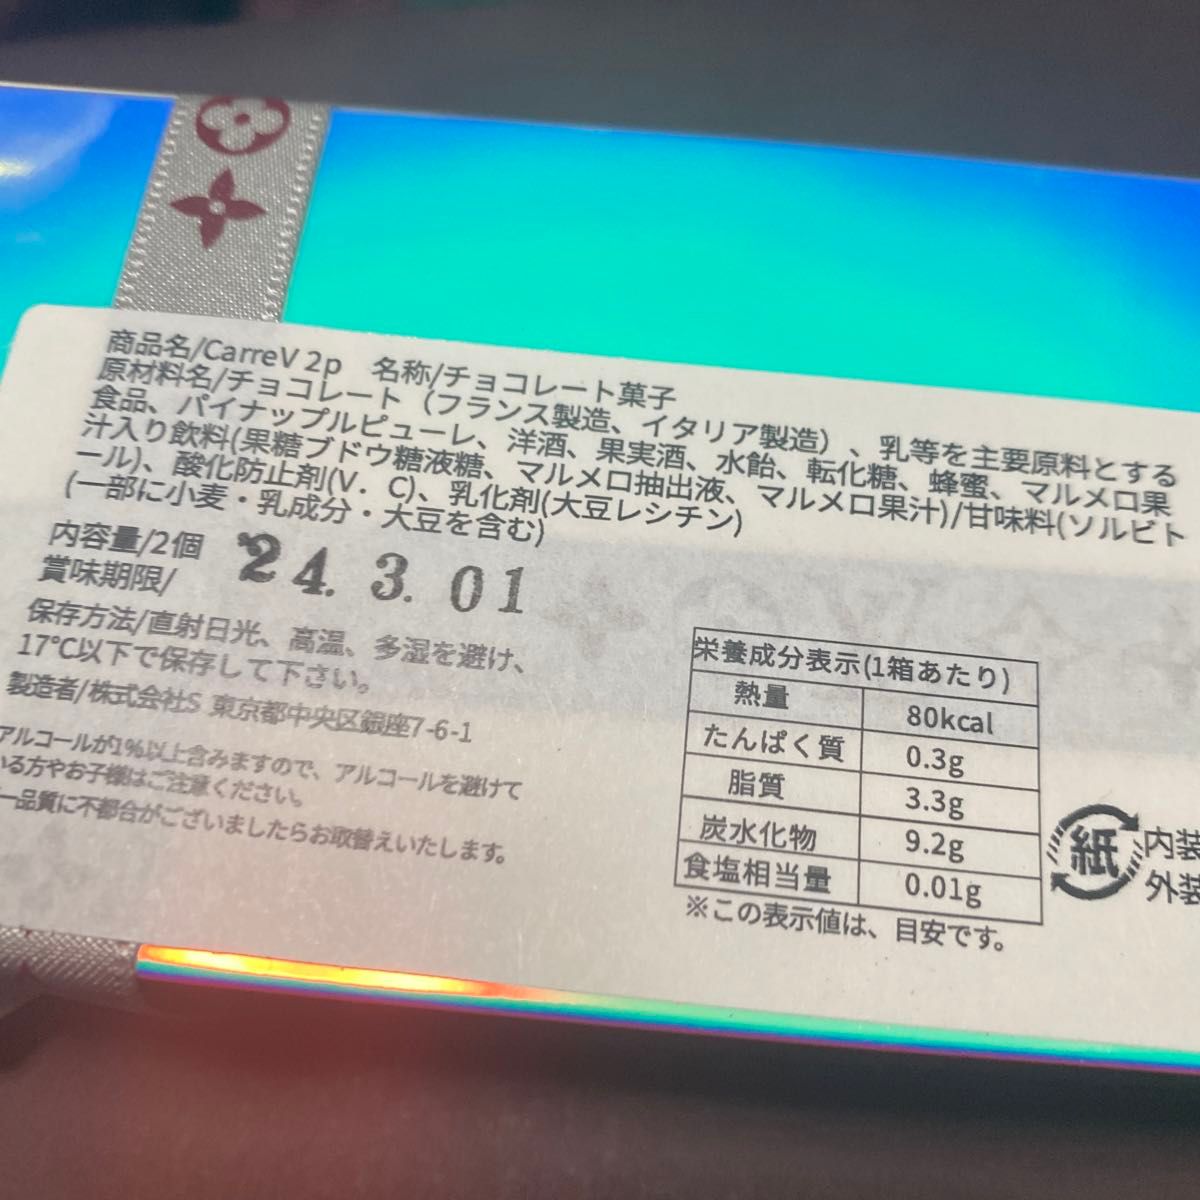 商品名/CarreV 2p　名称/チョコレート菓子
原材料名/チョコレート（フランス製造、イタリア製造）、乳等を主要原料とする
食品、パイナップルピューレ、洋酒、果実酒、水飴、転化糖、蜂蜜、マルメロ果
汁入り飲料(果糖ブドウ糖液糖、マルメロ抽出液、マルメロ果汁)/甘味料(ソルビト
ール)、酸化防止剤(V．C)、乳化剤(大豆レシチン)
(一部に小麦・乳成分・大豆を含む)
内容量/2個
賞味期限/ '24. 3. 01
保存方法/直射日光、高温、多湿を避け、
17℃以下で保存して下さい。
製造者/株式会社S 東京都中央区銀座7-6-1
アルコールが1%以上含みますので、アルコールを避けて
いる方やお子様はご注意ください。
一品質に不都合がございましたらお取替えいたします。
栄養成分表示(1箱あたり)
熱量 80kcal
たんぱく質 0.3g
脂質 3.3g
炭水化物 9.2g
食塩相当量 0.01g
※この表示値は、目安です。
紙
内装
外装